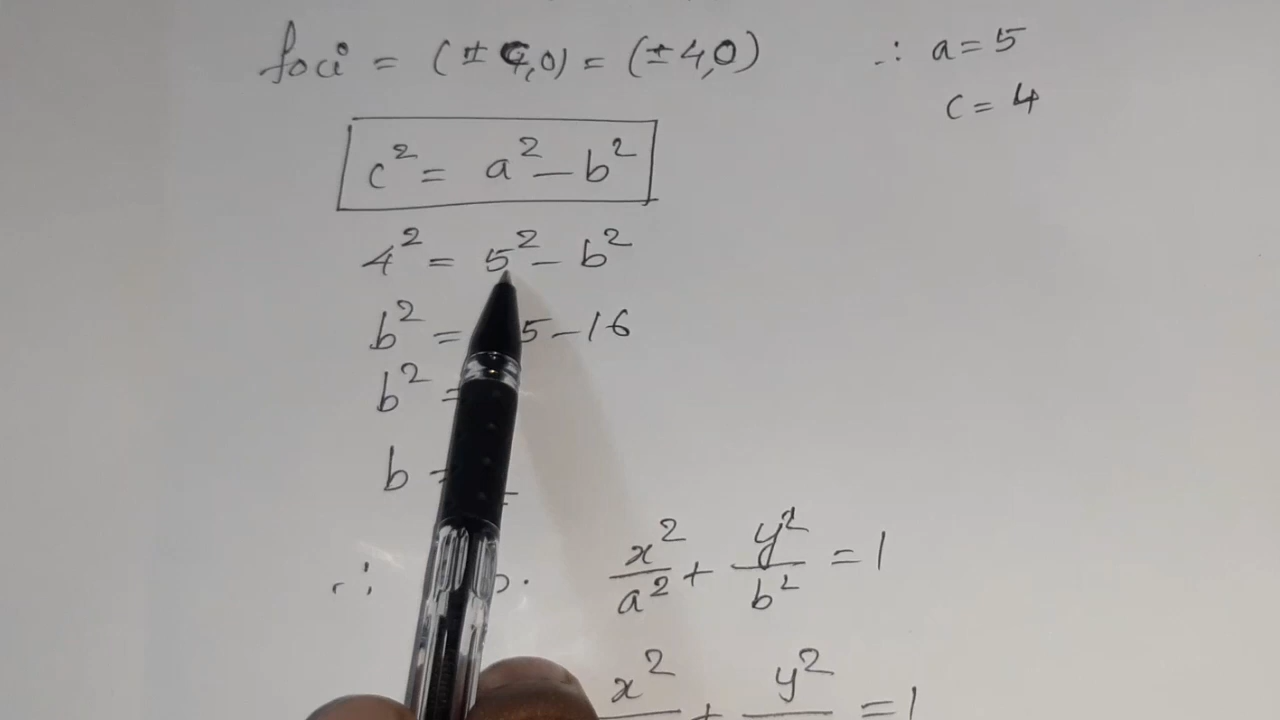 foci = (± C,0) = (±4,0) ∴ a = 5
c = 4
c² = a² – b²
4² = 5² – b²
b² = 5 – 16
b² =
b =
∴ x²/a² + y²/b² = 1
x² + y² = 1